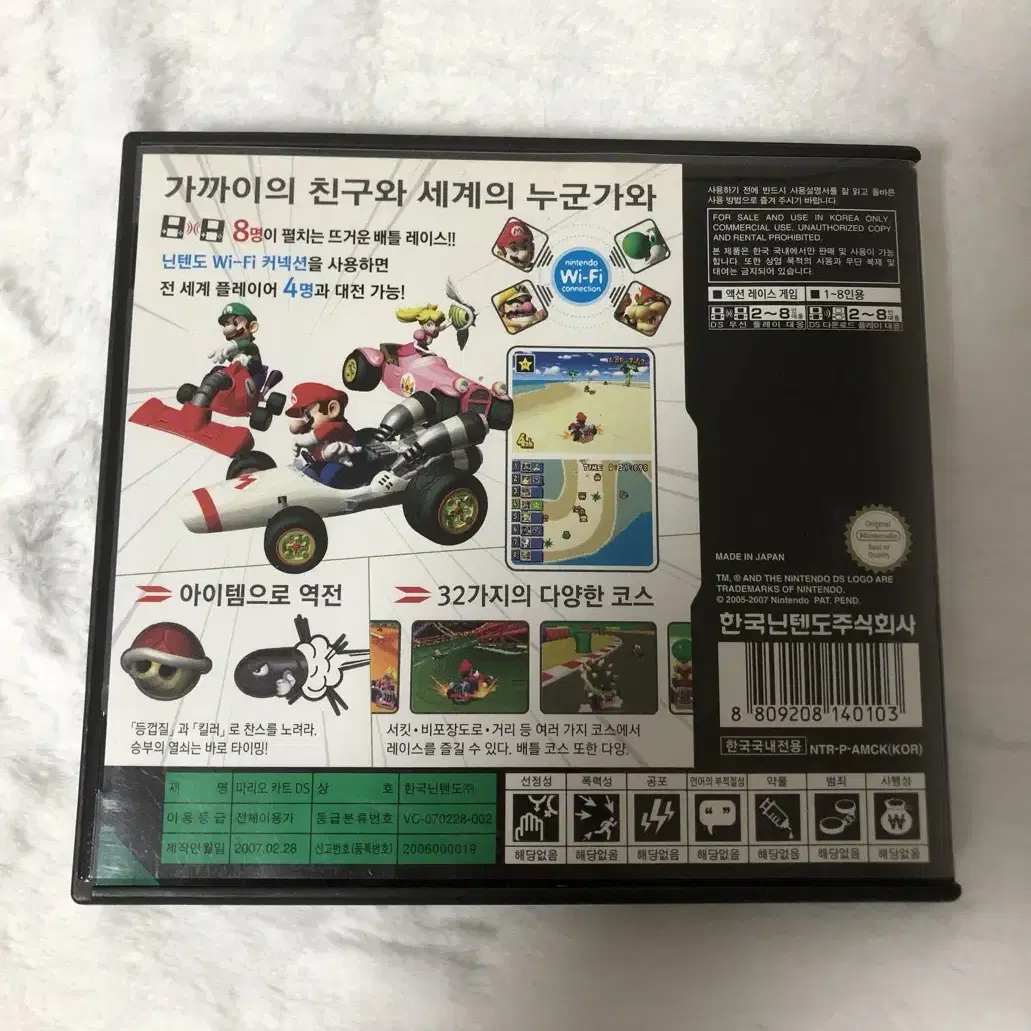 가까이의 친구와 세계의 누군가와
8명이 펼치는 뜨거운 배틀 레이스!!
닌텐도 Wi-Fi 커넥션을 사용하면
전 세계 플레이어 4명과 대전 가능!
nintendo
Wi-Fi
connection
4th
TIME
아이템으로 역전
「등껍질」과 「킬러」로 찬스를 노려라.
승부의 열쇠는 바로 타이밍!
32가지의 다양한 코스
서킷・비포장도로・거리 등 여러 가지 코스에서
레이스를 즐길 수 있다. 배틀 코스 또한 다양.
사용하기 전에 반드시 사용설명서를 잘 읽고 올바른
사용 방법으로 즐겨 주시기 바랍니다.
FOR SALE AND USE IN KOREA ONLY.
COMMERCIAL USE, UNAUTHORIZED COPY
AND RENTAL PROHIBITED.
본 제품은 한국 국내에서만 판매 및 사용이 가능
합니다. 또한 상업 목적의 사용과 무단 복제 및
대여는 금지되어 있습니다.
액션 레이스 게임 1~8인용
2~8
DS 무선 플레이 대응
2~8
DS 다운로드 플레이 대응
Original
Nintendo
Seal of
Quality
MADE IN JAPAN
TM, ® AND THE NINTENDO DS LOGO ARE
TRADEMARKS OF NINTENDO.
© 2005-2007 Nintendo PAT. PEND.
한국닌텐도주식회사
8 809208 140103
한국국내전용 NTR-P-AMCK(KOR)
제 명 마리오 카트 DS 상 호 한국닌텐도㈜
이용등급 전체이용가 등급분류번호 VC-070228-002
제작연월일 2007.02.28 신고번호(등록번호) 2006000019
선정성 폭력성 공포 언어의 부적절성 약물 범죄 사행성
해당없음 해당없음 해당없음 해당없음 해당없음 해당없음 해당없음